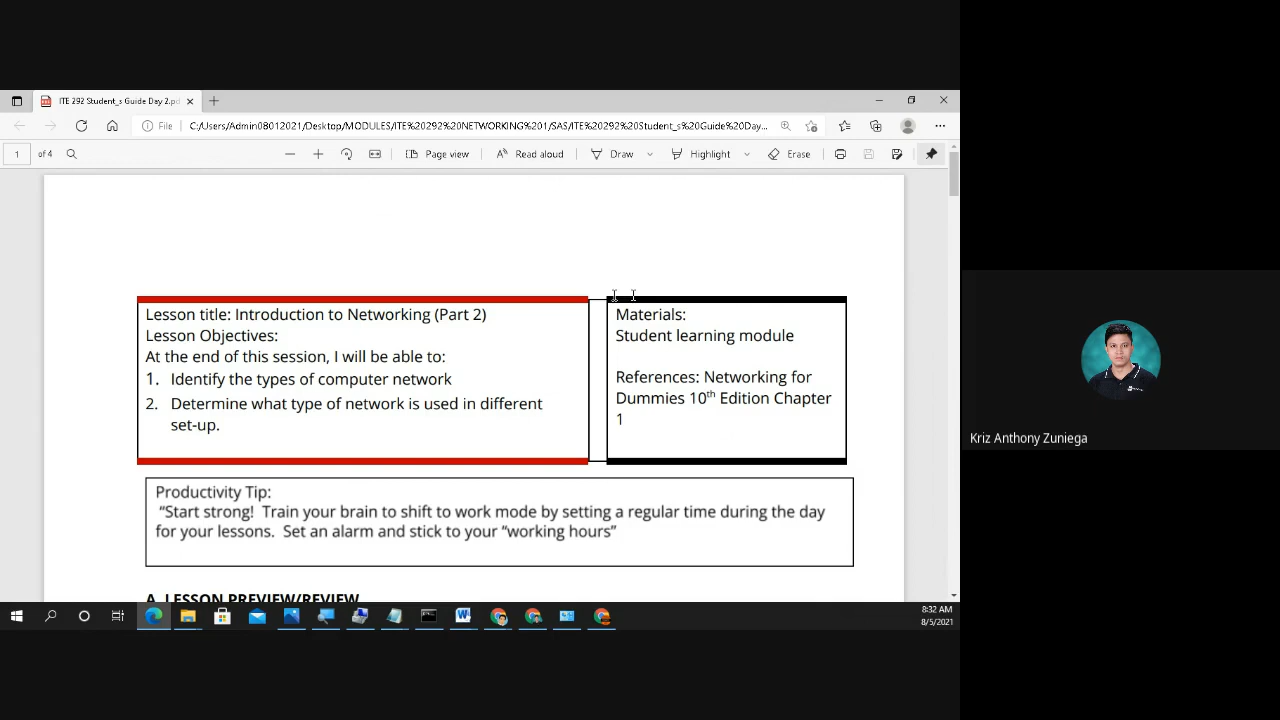 ITE 292 Student_s Guide Day 2.pd
File C:/Users/Admin08012021/Desktop/MODULES/ITE%20292%20NETWORKING%201/SAS/ITE%20292%20Student_s%20Guide%20Day...
1 of 4 Page view Read aloud Draw Highlight Erase
Lesson title: Introduction to Networking (Part 2)
Lesson Objectives:
At the end of this session, I will be able to:
1. Identify the types of computer network
2. Determine what type of network is used in different
set-up.
Materials:
Student learning module
References: Networking for
Dummies 10th Edition Chapter
1
Productivity Tip:
“Start strong! Train your brain to shift to work mode by setting a regular time during the day
for your lessons. Set an alarm and stick to your “working hours”
A. LESSON PREVIEW/REVIEW
8:32 AM
8/5/2021
Kriz Anthony Zuniega